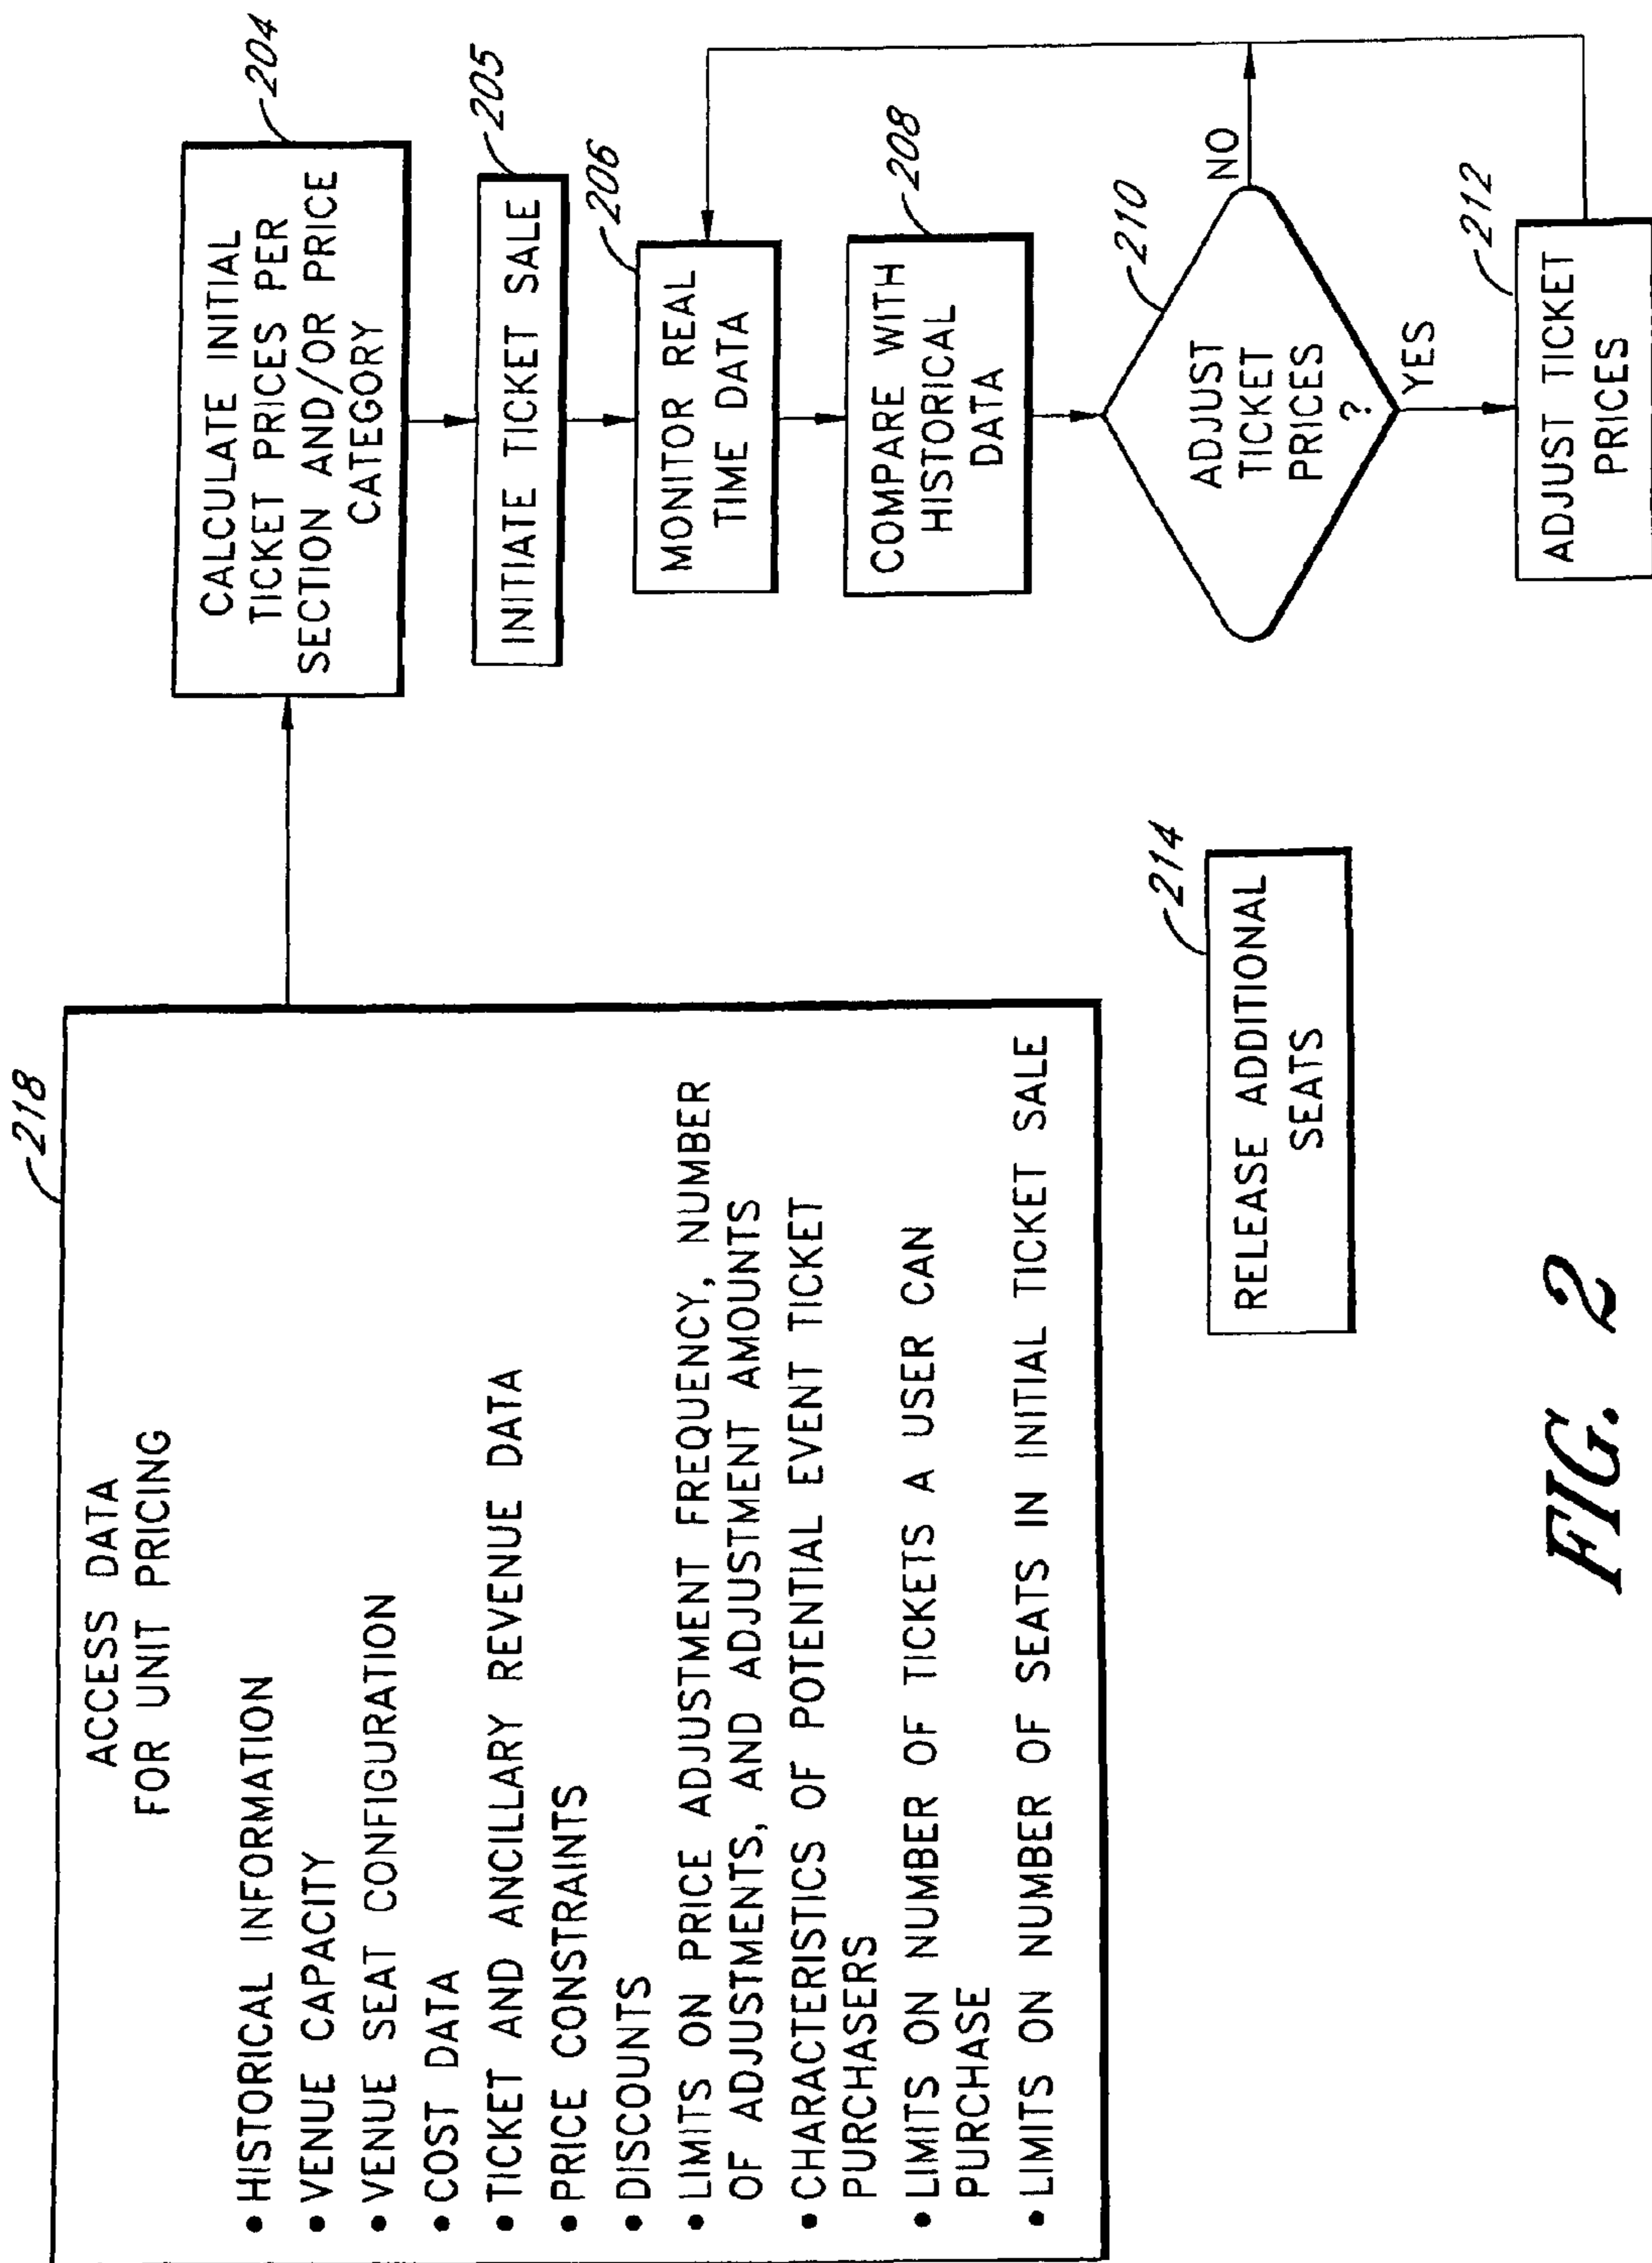 218
ACCESS DATA
FOR UNIT PRICING
• HISTORICAL INFORMATION
• VENUE CAPACITY
• VENUE SEAT CONFIGURATION
• COST DATA
• TICKET AND ANCILLARY REVENUE DATA
• PRICE CONSTRAINTS
• DISCOUNTS
• LIMITS ON PRICE ADJUSTMENT FREQUENCY, NUMBER
OF ADJUSTMENTS, AND ADJUSTMENT AMOUNTS
• CHARACTERISTICS OF POTENTIAL EVENT TICKET
PURCHASERS
• LIMITS ON NUMBER OF TICKETS A USER CAN
PURCHASE
• LIMITS ON NUMBER OF SEATS IN INITIAL TICKET SALE
204
CALCULATE INITIAL
TICKET PRICES PER
SECTION AND/OR PRICE
CATEGORY
205
INITIATE TICKET SALE
206
MONITOR REAL
TIME DATA
208
COMPARE WITH
HISTORICAL
DATA
210
ADJUST
TICKET
PRICES
?
NO
YES
212
ADJUST TICKET
PRICES
214
RELEASE ADDITIONAL
SEATS
FIG. 2